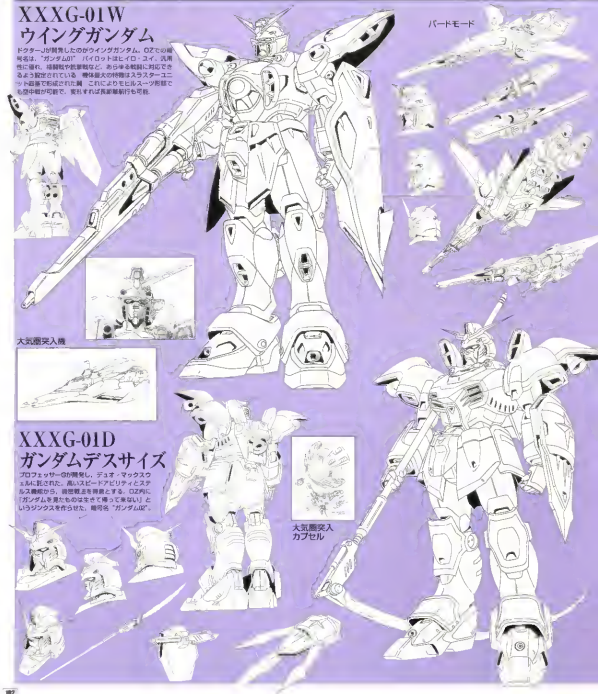 XXXG-01W
ウイングガンダム
ドクターJが開発したのがウイングガンダム。OZでの暗
号名は、"ガンダム01" パイロットはヒイロ・ユイ。汎用
性に優れ、格闘戦や防撃戦など、あらゆる戦闘に対応でき
るよう設定されている 機体最大の特徴はスラスターユニ
ット直基で形成された翼 これによりモビルスーツ形態で
も空中戦が可能で、変形すれば長距離航行も可能
バードモード
大気圏突入機
XXXG-01D
ガンダムデスサイズ
プロフェッサーGが開発し、デュオ・マックスウ
ェルに託された。高いスピードアビリティとステ
ルス機能から、隠密戦法を得意とする。OZ内に
「ガンダムを見たものは生きて帰って来ない」と
いうジンクスを作らせた。暗号名 "ガンダム02".
大気圏突入
カプセル